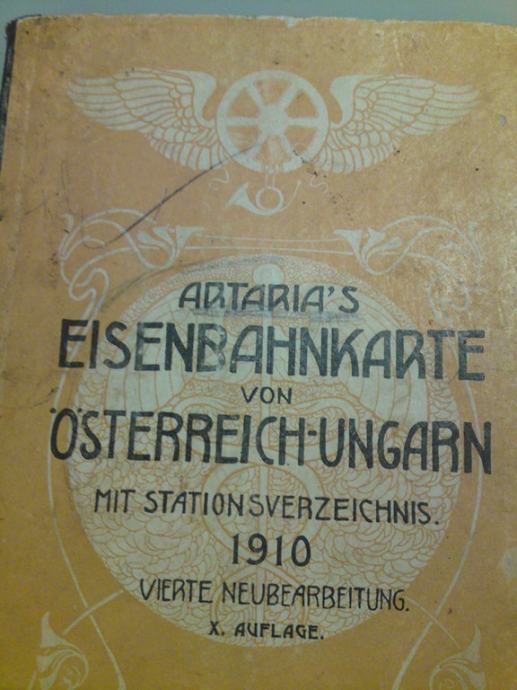 ARTARIA'S
EISENBAHNKARTE
VON
ÖSTERREICH-UNGARN
MIT STATIONSVERZEICHNIS.
1910
VIERTE NEUBEARBEITUNG.
X. AUFLAGE.